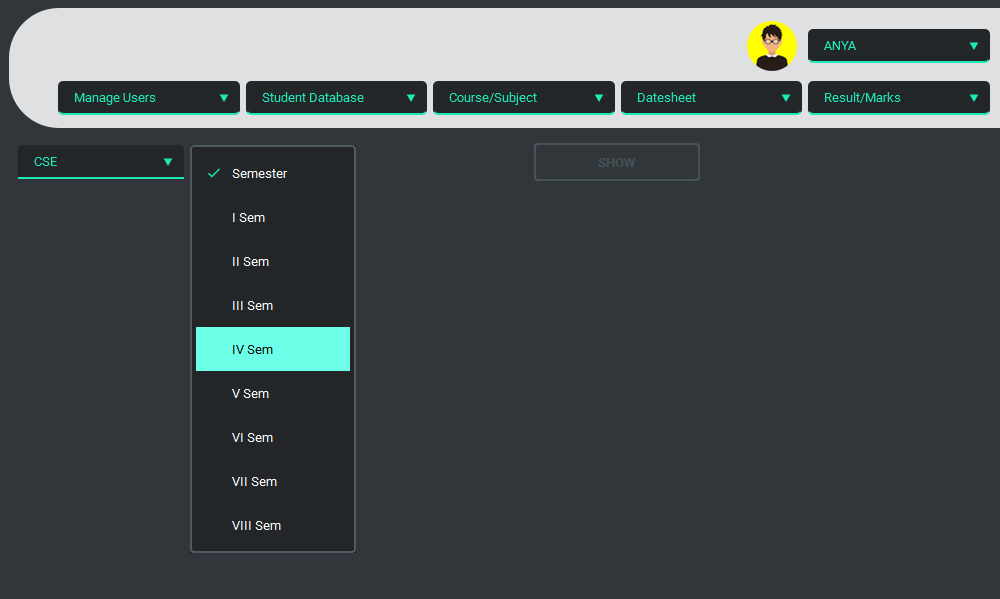 ANYA
Manage Users
Student Database
Course/Subject
Datesheet
Result/Marks
CSE
SHOW
Semester
I Sem
II Sem
III Sem
IV Sem
V Sem
VI Sem
VII Sem
VIII Sem